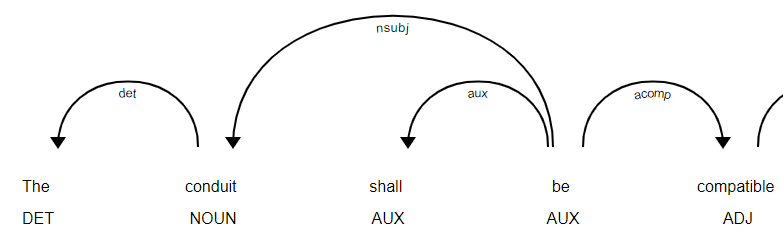 nsubj
det aux acomp
The conduit shall be compatible
DET NOUN AUX AUX ADJ